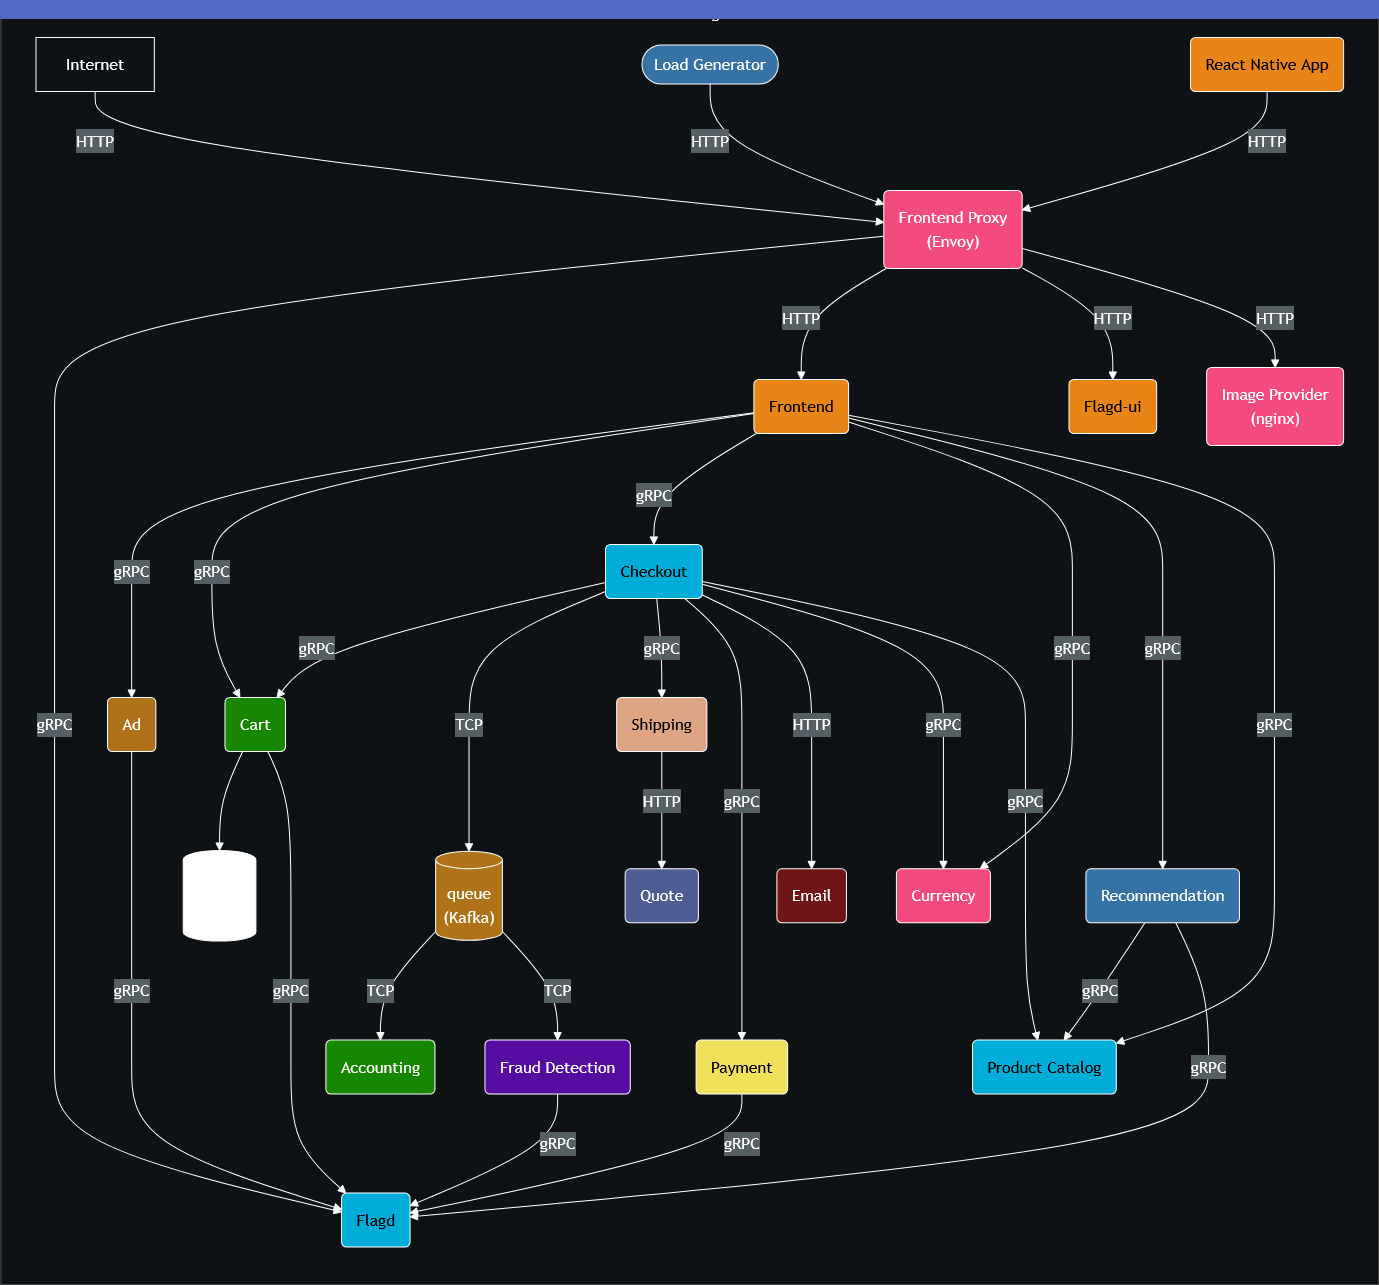 Internet
Load Generator
React Native App
HTTP
HTTP
HTTP
Frontend Proxy
(Envoy)
HTTP
HTTP
HTTP
Frontend
Flagd-ui
Image Provider
(nginx)
gRPC
gRPC
gRPC
Checkout
gRPC
gRPC
gRPC
gRPC
gRPC
Ad
Cart
TCP
Shipping
HTTP
gRPC
gRPC
HTTP
gRPC
gRPC
queue
(Kafka)
Quote
Email
Currency
Recommendation
gRPC
gRPC
TCP
TCP
gRPC
Accounting
Fraud Detection
Payment
Product Catalog
gRPC
gRPC
gRPC
Flagd